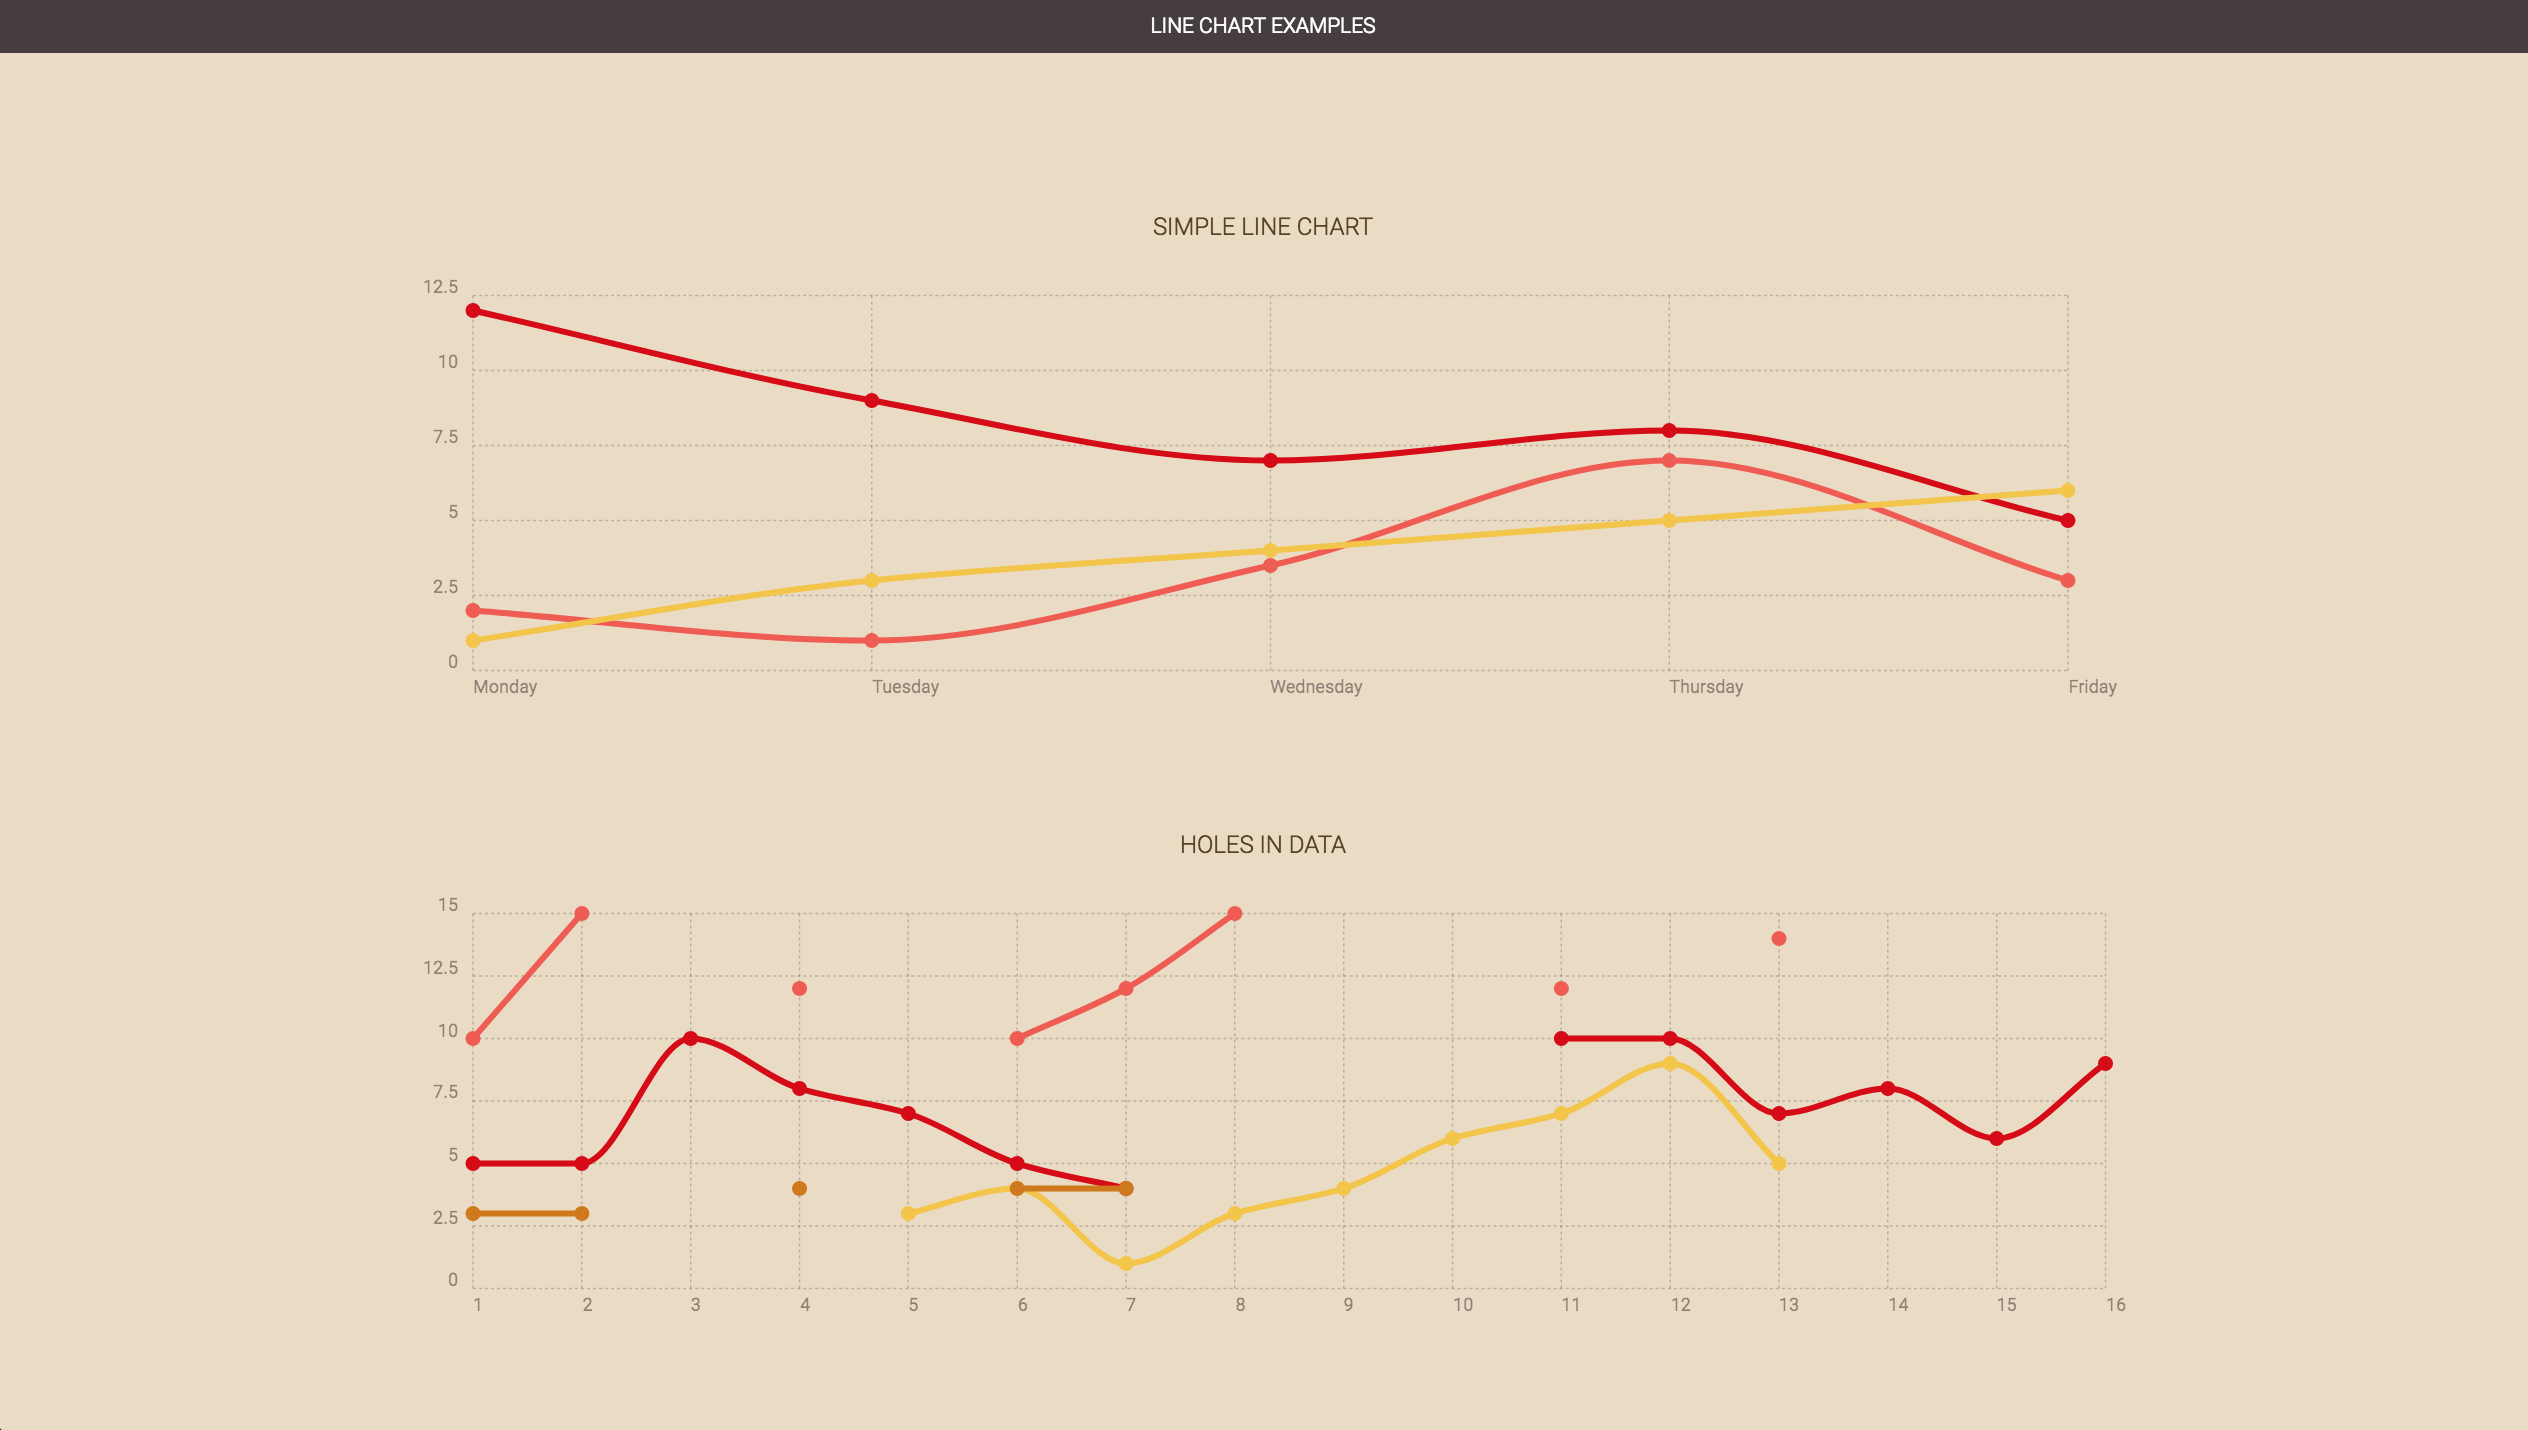 LINE CHART EXAMPLES
SIMPLE LINE CHART
12.5
10
7.5
5
2.5
0
Monday Tuesday Wednesday Thursday Friday
HOLES IN DATA
15
12.5
10
7.5
5
2.5
0
1 2 3 4 5 6 7 8 9 10 11 12 13 14 15 16